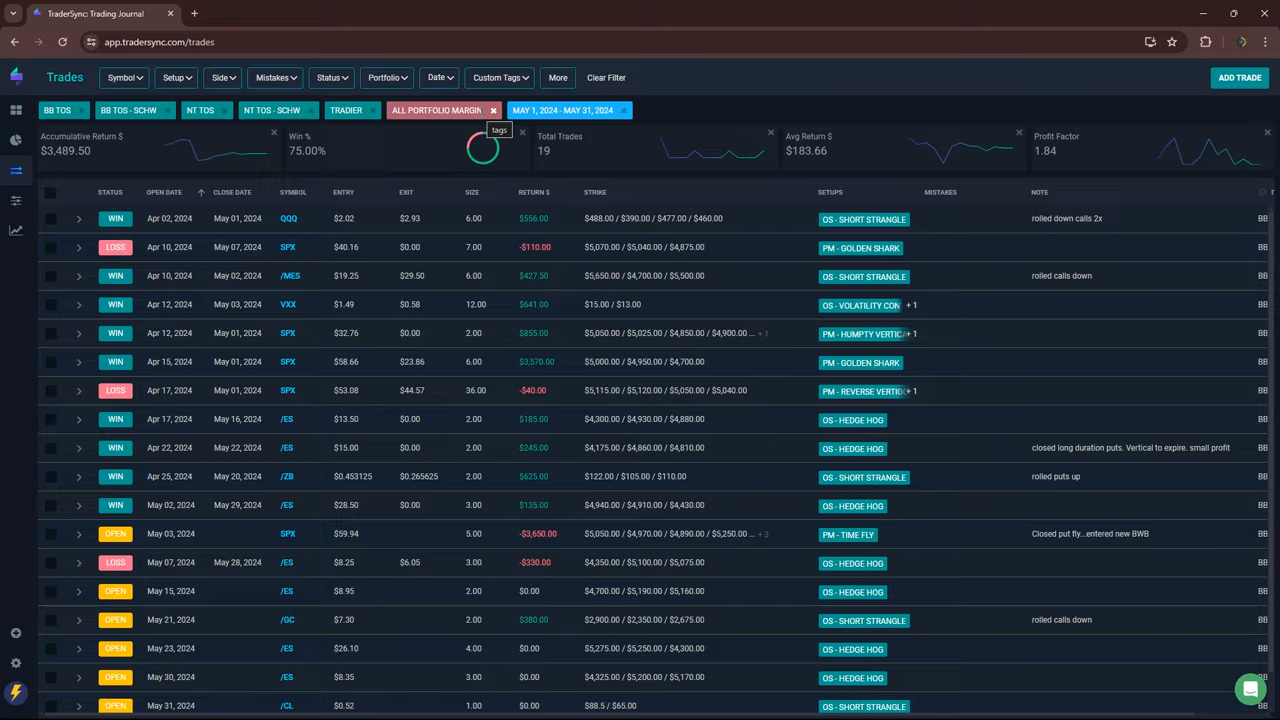 TraderSync: Trading Journal
app.tradersync.com/trades
Trades Symbol Setup Side Mistakes Status Portfolio Date Custom Tags More Clear Filter ADD TRADE
BB TOS BB TOS - SCHW NT TOS NT TOS - SCHW TRADIER ALL PORTFOLIO MARGIN MAY 1, 2024 - MAY 31, 2024
tags
Accumulative Return $ Win % Total Trades Avg Return $ Profit Factor
$3,489.50 75.00% 19 $183.66 1.84
STATUS OPEN DATE CLOSE DATE SYMBOL ENTRY EXIT SIZE RETURN $ STRIKE SETUPS MISTAKES NOTE T
WIN Apr 02, 2024 May 01, 2024 QQQ $2.02 $2.93 6.00 $556.00 $488.00 / $390.00 / $477.00 / $460.00 OS - SHORT STRANGLE rolled down calls 2x BB
LOSS Apr 10, 2024 May 07, 2024 SPX $40.16 $0.00 7.00 -$110.00 $5,070.00 / $5,040.00 / $4,875.00 PM - GOLDEN SHARK BB
WIN Apr 10, 2024 May 02, 2024 /MES $19.25 $29.50 6.00 $427.50 $5,650.00 / $4,700.00 / $5,500.00 OS - SHORT STRANGLE rolled calls down BB
WIN Apr 12, 2024 May 03, 2024 VXX $1.49 $0.58 12.00 $641.00 $15.00 / $13.00 OS - VOLATILITY CON + 1 BB
WIN Apr 12, 2024 May 01, 2024 SPX $32.76 $0.00 2.00 $855.00 $5,050.00 / $5,025.00 / $4,850.00 / $4,900.00 ... + 1 PM - HUMPTY VERTICA + 1 BB
WIN Apr 15, 2024 May 01, 2024 SPX $58.66 $23.86 6.00 $3,570.00 $5,000.00 / $4,950.00 / $4,700.00 PM - GOLDEN SHARK BB
LOSS Apr 17, 2024 May 01, 2024 SPX $53.08 $44.57 36.00 -$40.00 $5,115.00 / $5,120.00 / $5,050.00 / $5,040.00 PM - REVERSE VERTIC + 1 BB
WIN Apr 17, 2024 May 16, 2024 /ES $13.50 $0.00 2.00 $185.00 $4,300.00 / $4,930.00 / $4,880.00 OS - HEDGE HOG BB
WIN Apr 22, 2024 May 22, 2024 /ES $15.00 $0.00 2.00 $245.00 $4,175.00 / $4,860.00 / $4,810.00 OS - HEDGE HOG closed long duration puts. Vertical to expire. small profit BB
WIN Apr 25, 2024 May 20, 2024 /ZB $0.453125 $0.265625 2.00 $625.00 $122.00 / $105.00 / $110.00 OS - SHORT STRANGLE rolled puts up BB
WIN May 02, 2024 May 29, 2024 /ES $28.50 $0.00 3.00 $135.00 $4,940.00 / $4,910.00 / $4,430.00 OS - HEDGE HOG BB
OPEN May 03, 2024 SPX $59.94 5.00 -$3,650.00 $5,050.00 / $4,970.00 / $4,890.00 / $5,250.00 ... + 3 PM - TIME FLY Closed put fly...entered new BWB BB
LOSS May 07, 2024 May 28, 2024 /ES $8.25 $6.05 3.00 -$330.00 $4,350.00 / $5,100.00 / $5,075.00 OS - HEDGE HOG BB
OPEN May 15, 2024 /ES $8.95 2.00 $0.00 $4,700.00 / $5,190.00 / $5,160.00 OS - HEDGE HOG BB
OPEN May 21, 2024 /GC $7.30 2.00 $380.00 $2,900.00 / $2,350.00 / $2,675.00 OS - SHORT STRANGLE rolled calls down BB
OPEN May 23, 2024 /ES $26.10 4.00 $0.00 $5,275.00 / $5,250.00 / $4,300.00 OS - HEDGE HOG BB
OPEN May 30, 2024 /ES $8.35 3.00 $0.00 $4,325.00 / $5,200.00 / $5,170.00 OS - HEDGE HOG BB
OPEN May 31, 2024 /CL $0.52 1.00 $0.00 $88.5 / $65.00 OS - SHORT STRANGLE BB